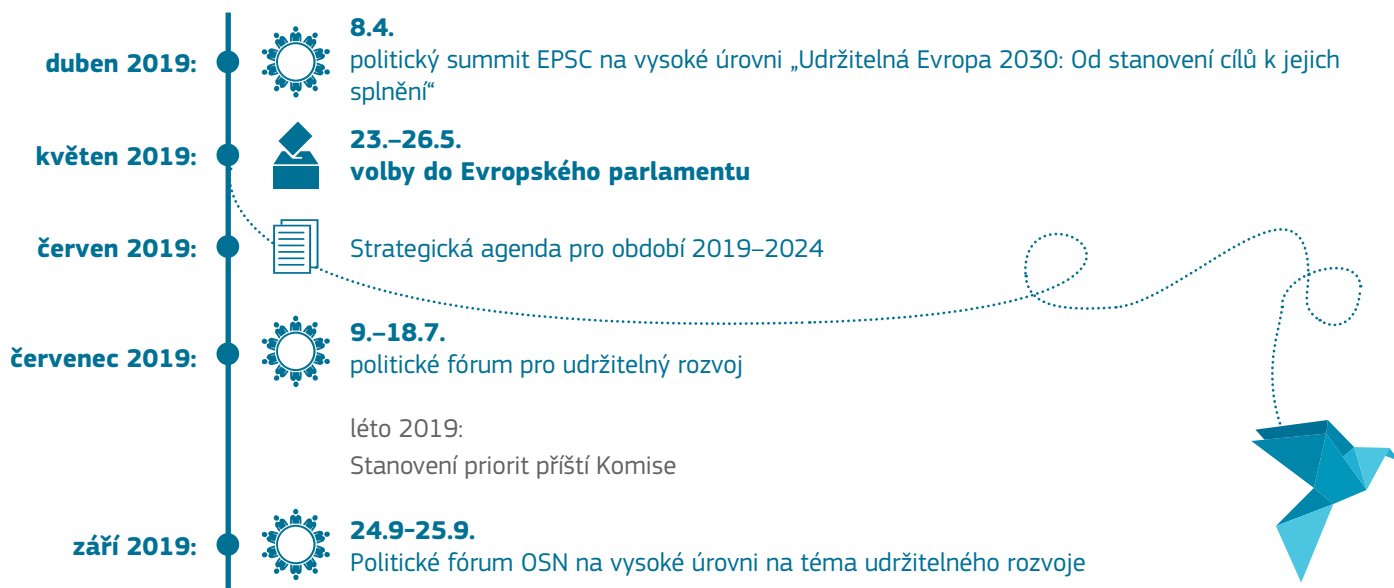 duben 2019:
8.4.
politický summit EPSC na vysoké úrovni „Udržitelná Evropa 2030: Od stanovení cílů k jejich
splnění“
květen 2019:
23.–26.5.
volby do Evropského parlamentu
červen 2019:
Strategická agenda pro období 2019–2024
červenec 2019:
9.–18.7.
politické fórum pro udržitelný rozvoj
léto 2019:
Stanovení priorit příští Komise
září 2019:
24.9-25.9.
Politické fórum OSN na vysoké úrovni na téma udržitelného rozvoje